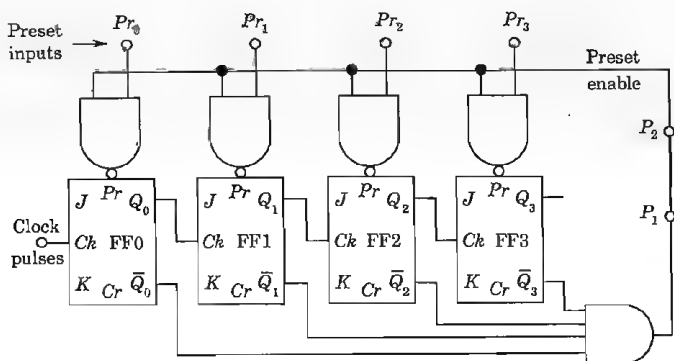 Preset
inputs
Pr₀
Pr₁
Pr₂
Pr₃
Preset
enable
P₂
P₁
J Pr Q₀
Ck FF0
K Cr Q̅₀
J Pr Q₁
Ck FF1
K Cr Q̅₁
J Pr Q₂
Ck FF2
K Cr Q̅₂
J Pr Q₃
Ck FF3
K Cr Q̅₃
Clock
pulses